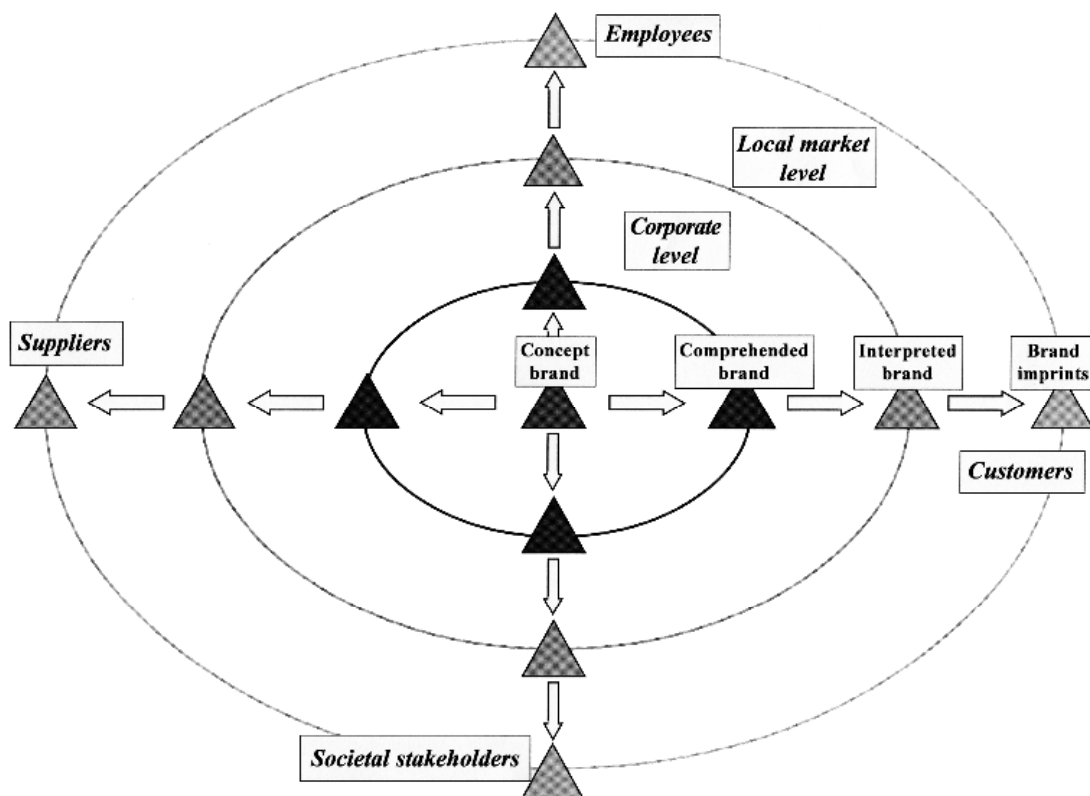 Employees
Local market
level
Corporate
level
Suppliers
Concept
brand
Comprehended
brand
Interpreted
brand
Brand
imprints
Customers
Societal stakeholders